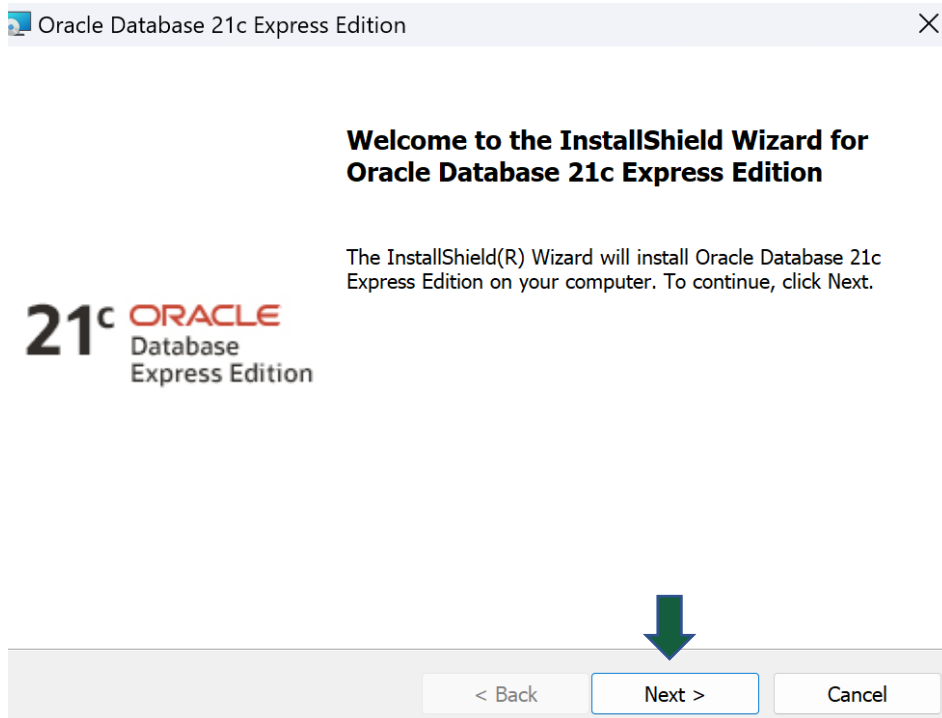 Oracle Database 21c Express Edition
Welcome to the InstallShield Wizard for
Oracle Database 21c Express Edition
The InstallShield(R) Wizard will install Oracle Database 21c
Express Edition on your computer. To continue, click Next.
21c ORACLE
Database
Express Edition
< Back
Next >
Cancel